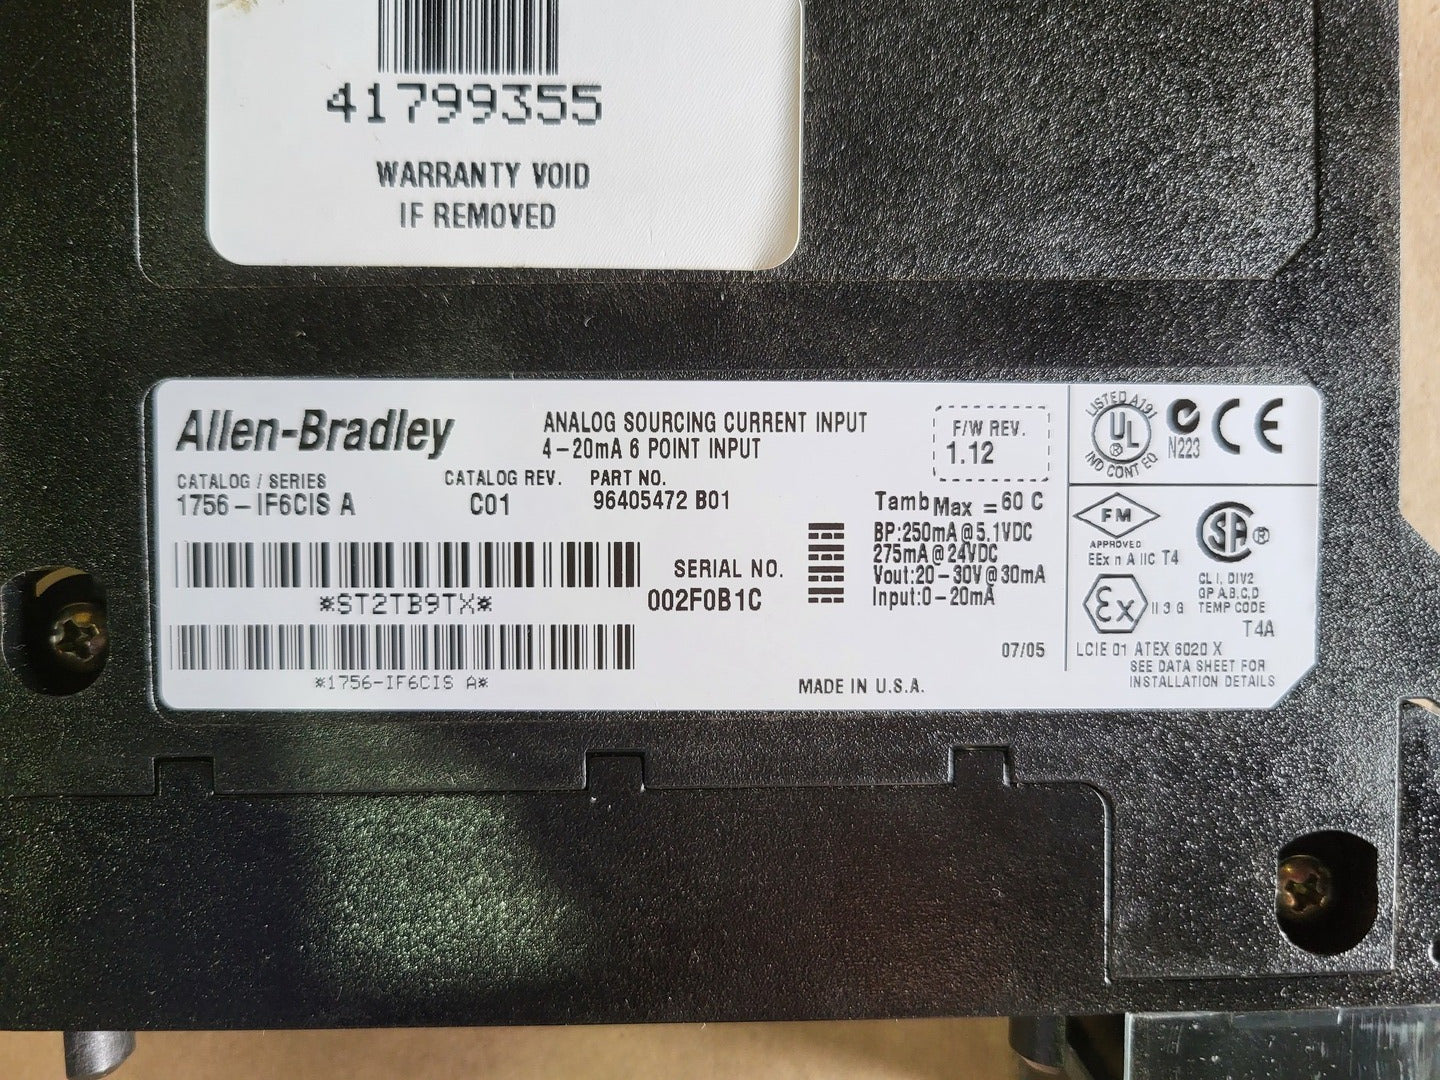 41799355
WARRANTY VOID
IF REMOVED
Allen-Bradley
ANALOG SOURCING CURRENT INPUT
4-20mA 6 POINT INPUT
F/W REV.
1.12
CATALOG / SERIES
1756-IF6CIS A
CATALOG REV.
C01
PART NO.
96405472 B01
*ST2TB9TX*
SERIAL NO.
002F0B1C
*1756-IF6CIS A*
Tamb Max = 60 C
BP:250mA@5.1VDC
275mA@24VDC
Vout:20-30V@30mA
Input:0-20mA
07/05
MADE IN U.S.A.
LISTED A191
UL ®
IND CONT EQ
N223
CE
FM
APPROVED
EEx n A IIC T4
Ex II 3 G
SA ®
CL I, DIV2
GP A,B,C,D
TEMP CODE
T4A
LCIE 01 ATEX 6020 X
SEE DATA SHEET FOR
INSTALLATION DETAILS